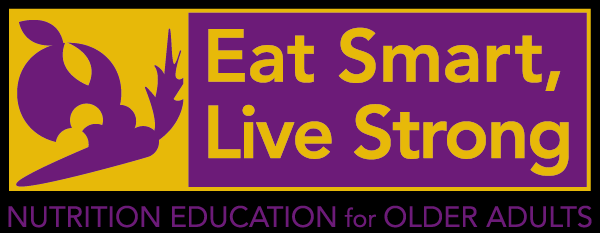 Eat Smart,
Live Strong
NUTRITION EDUCATION for OLDER ADULTS